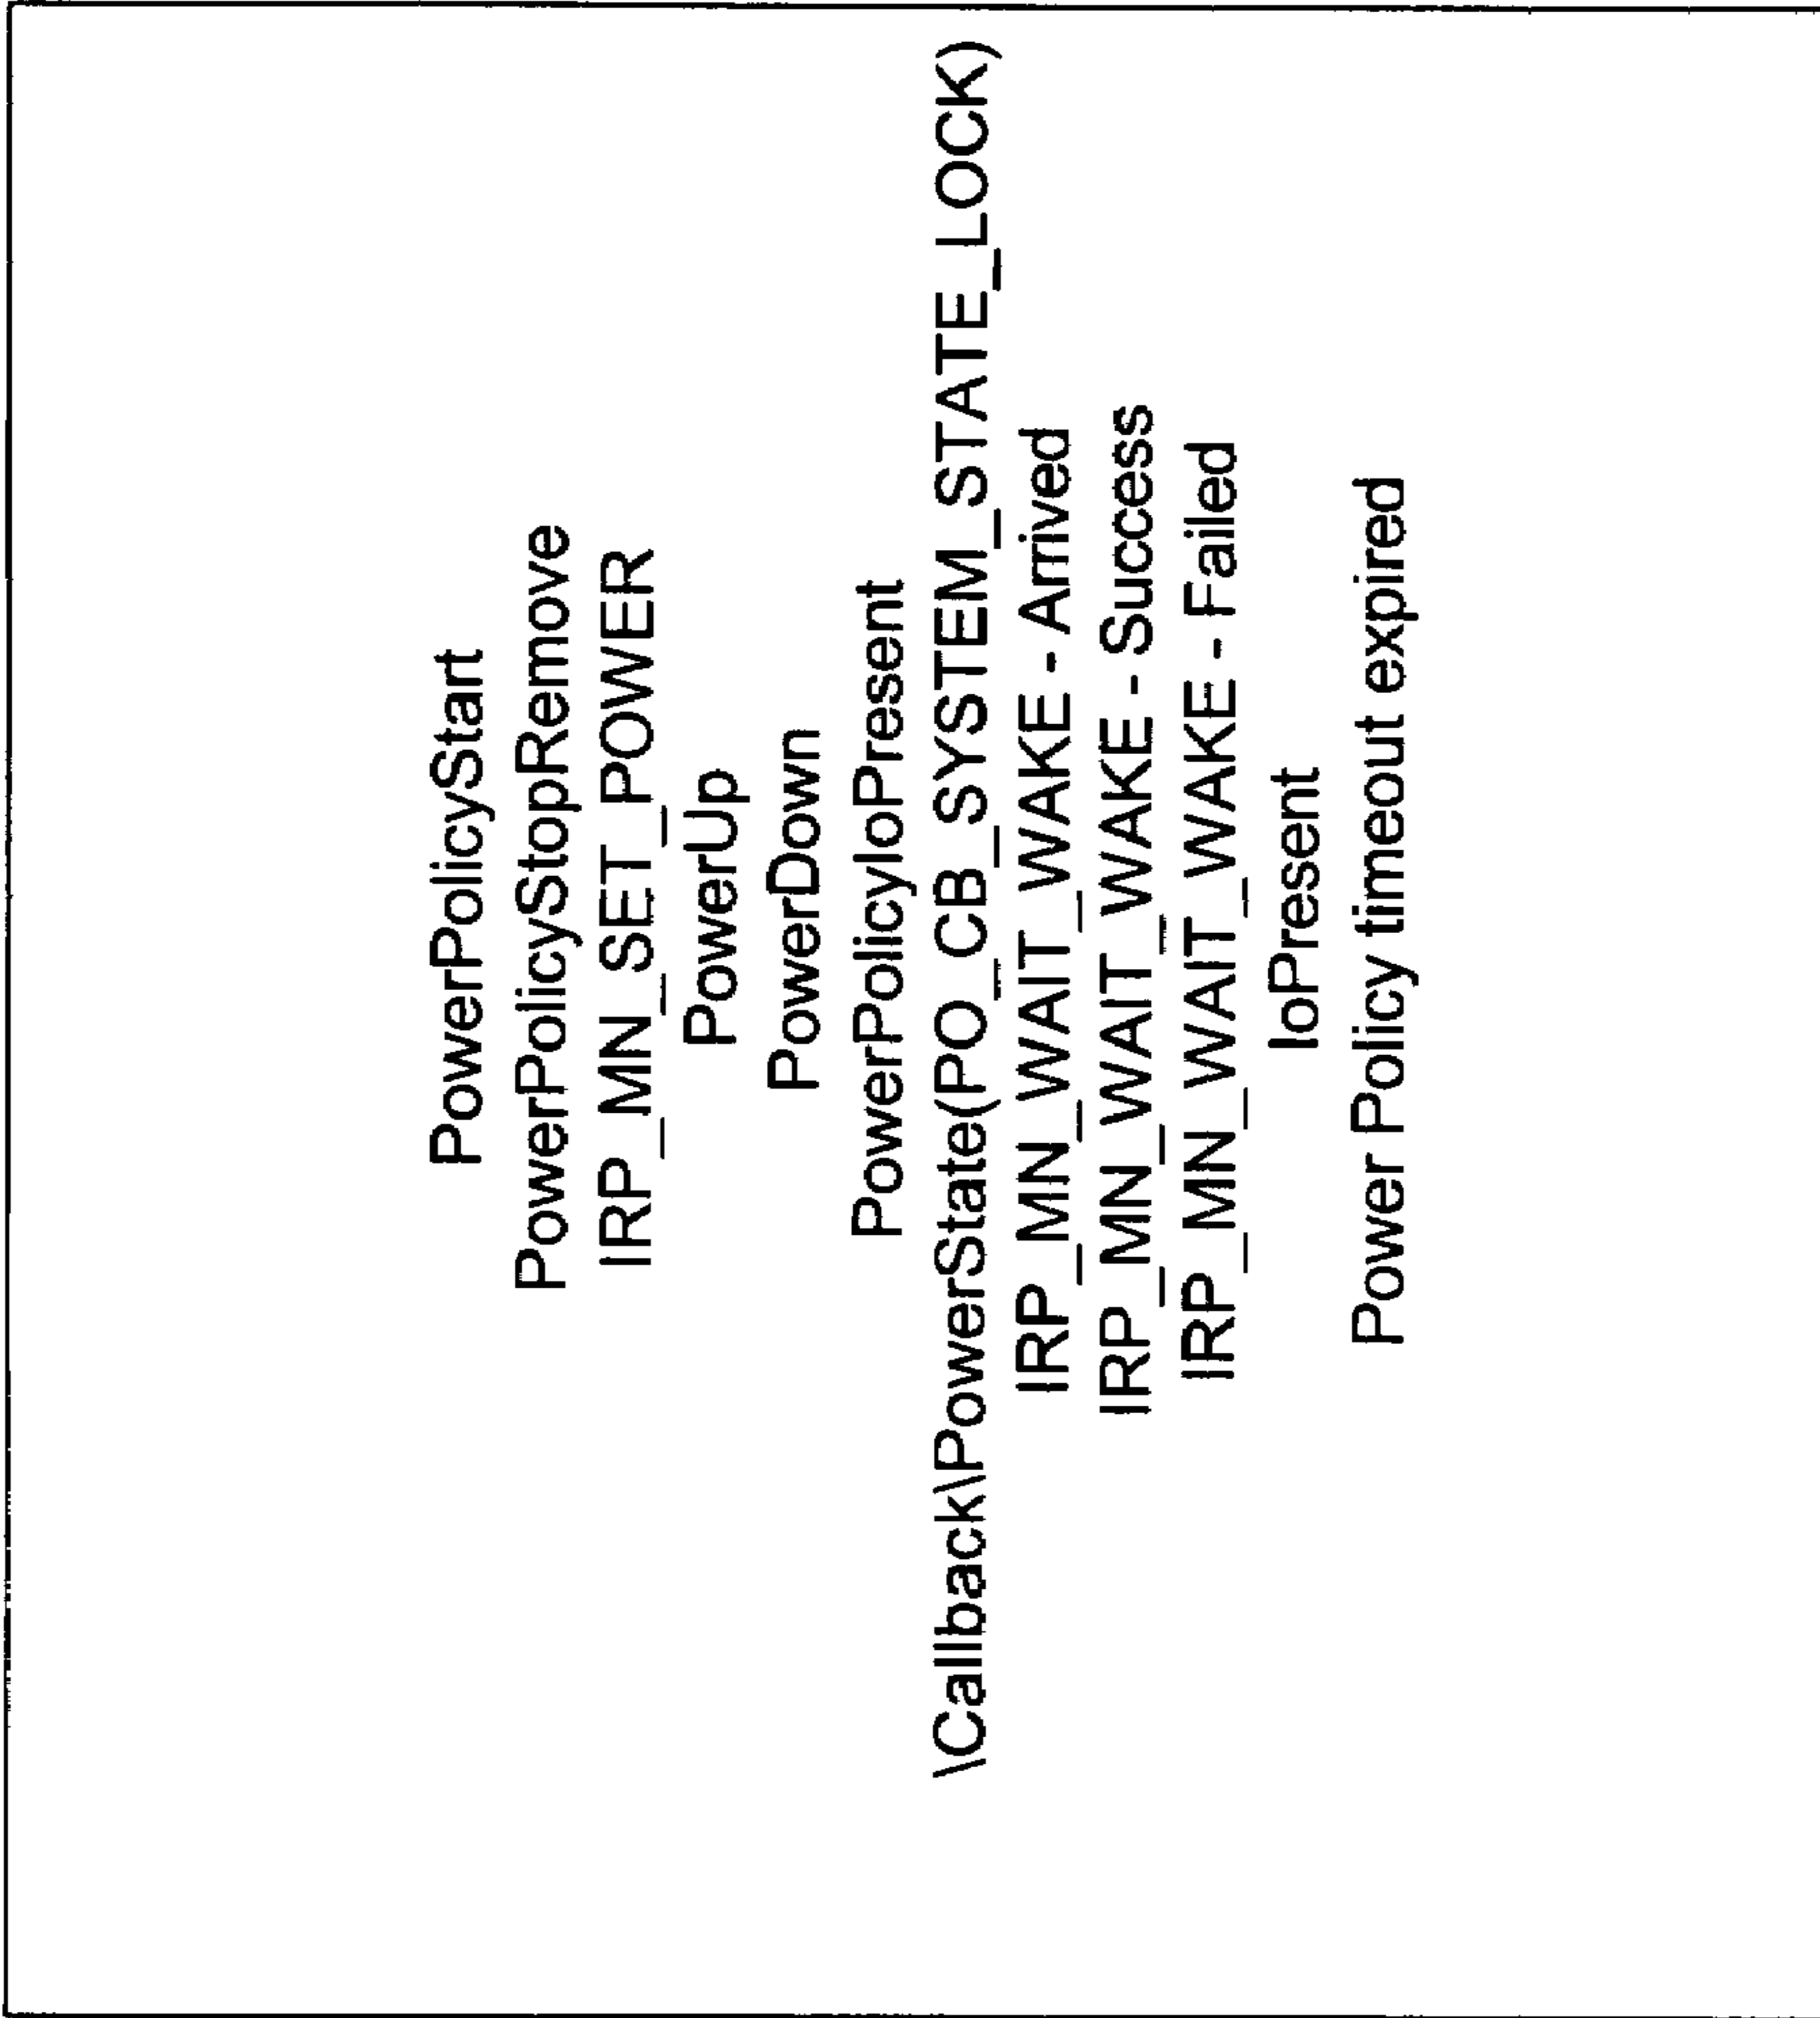 PowerPolicyStart
PowerPolicyStopRemove
IRP_MN_SET_POWER
PowerUp
PowerDown
PowerPolicyIoPresent
\Callback\PowerState(PO_CB_SYSTEM_STATE_LOCK)
IRP_MN_WAIT_WAKE - Arrived
IRP_MN_WAIT_WAKE - Success
IRP_MN_WAIT_WAKE - Failed
IoPresent
Power Policy timeout expired